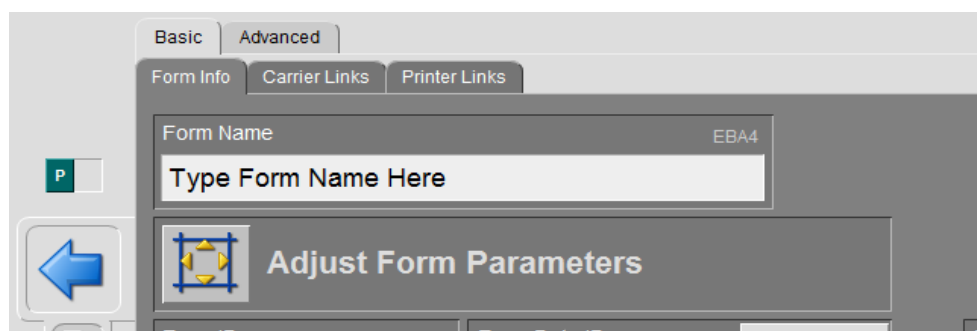 Basic Advanced
Form Info Carrier Links Printer Links
Form Name EBA4
Type Form Name Here
P
Adjust Form Parameters